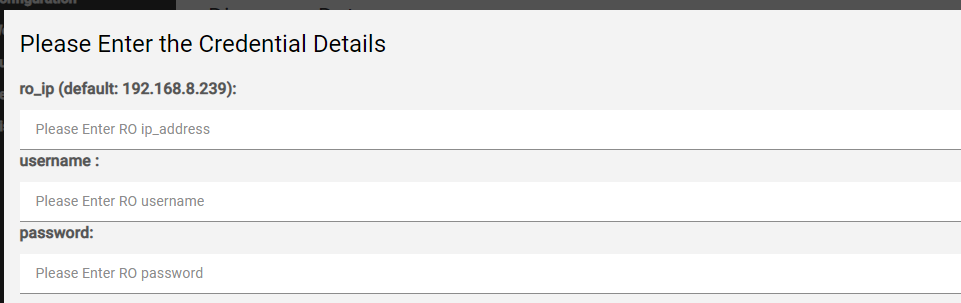 Please Enter the Credential Details
ro_ip (default: 192.168.8.239):
Please Enter RO ip_address
username :
Please Enter RO username
password:
Please Enter RO password